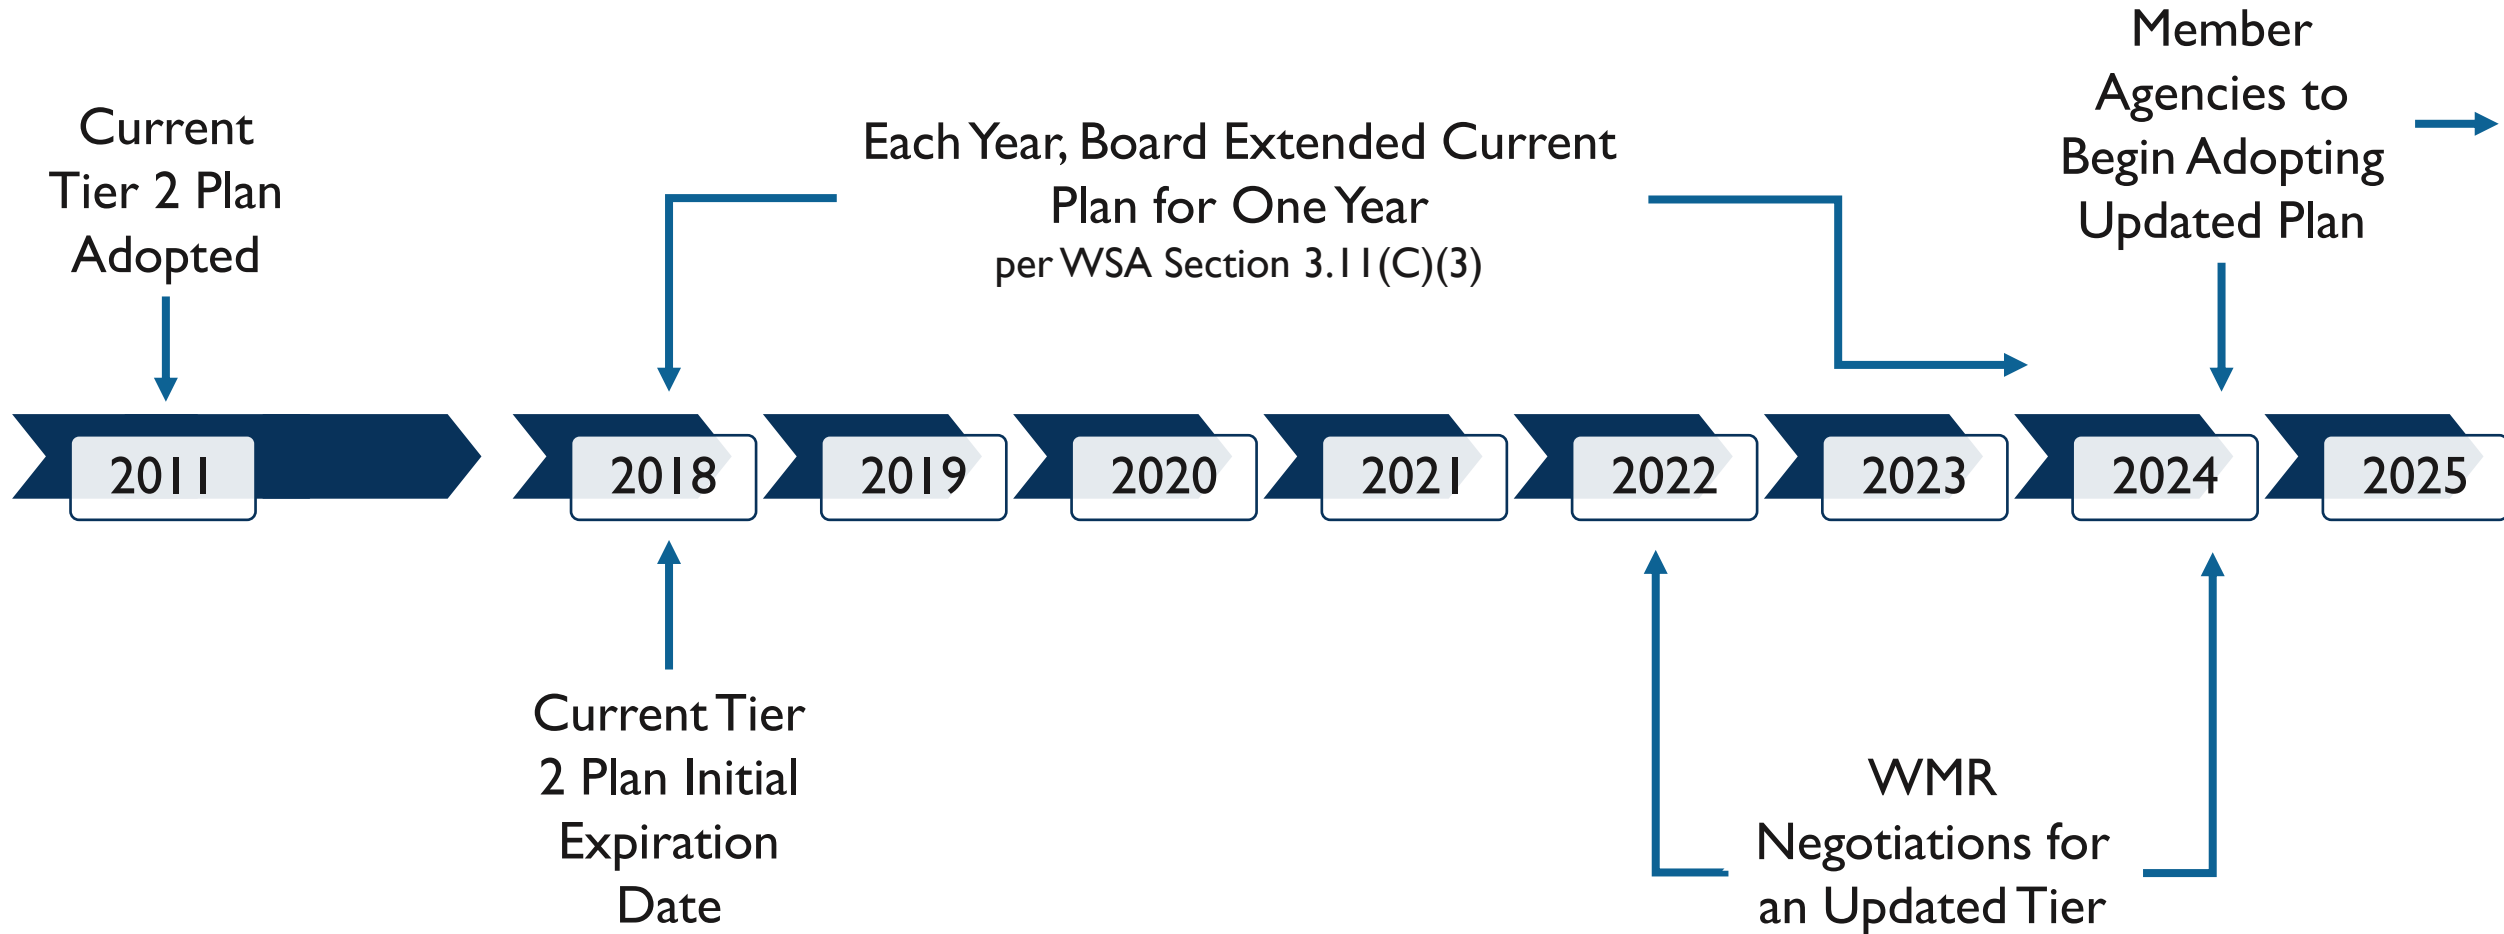 Current
Tier 2 Plan
Adopted
Each Year, Board Extended Current
Plan for One Year
per WSA Section 3.11(C)(3)
Member
Agencies to
Begin Adopting
Updated Plan
2011
2018
2019
2020
2021
2022
2023
2024
2025
Current Tier
2 Plan Initial
Expiration
Date
WMR
Negotiations for
an Updated Tier